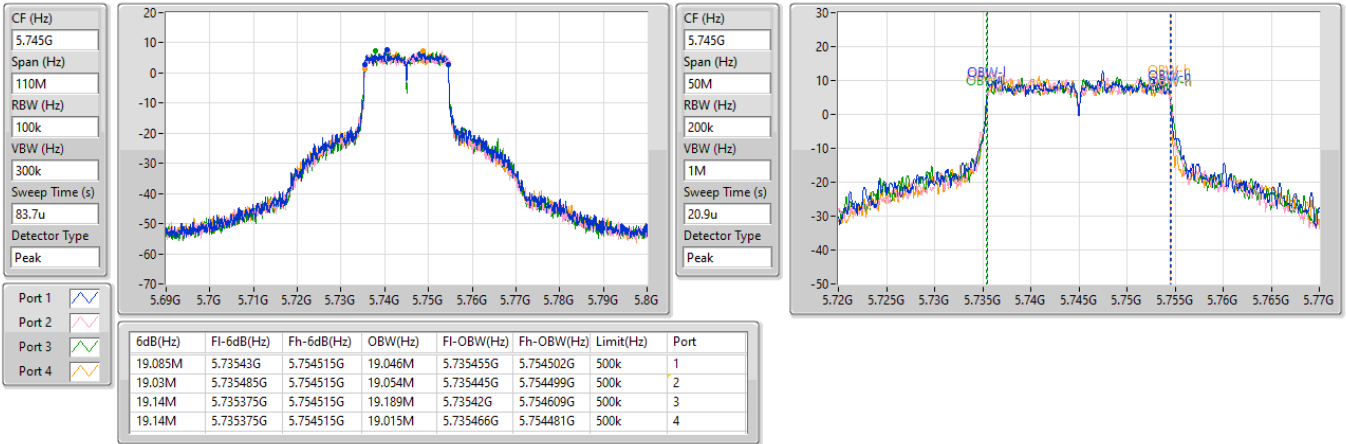 CF (Hz)
5.745G
Span (Hz)
110M
RBW (Hz)
100k
VBW (Hz)
300k
Sweep Time (s)
83.7u
Detector Type
Peak
Port 1
Port 2
Port 3
Port 4
20
10
0
-10
-20
-30
-40
-50
-60
-70
5.69G 5.7G 5.71G 5.72G 5.73G 5.74G 5.75G 5.76G 5.77G 5.78G 5.79G 5.8G
CF (Hz)
5.745G
Span (Hz)
50M
RBW (Hz)
200k
VBW (Hz)
1M
Sweep Time (s)
20.9u
Detector Type
Peak
30
20
10
0
-10
-20
-30
-40
-50
OBW-l
OBW-h
5.72G 5.725G 5.73G 5.735G 5.74G 5.745G 5.75G 5.755G 5.76G 5.765G 5.77G
6dB(Hz) Fl-6dB(Hz) Fh-6dB(Hz) OBW(Hz) Fl-OBW(Hz) Fh-OBW(Hz) Limit(Hz) Port
19.085M 5.73543G 5.754515G 19.046M 5.735455G 5.754502G 500k 1
19.03M 5.735485G 5.754515G 19.054M 5.735445G 5.754499G 500k 2
19.14M 5.735375G 5.754515G 19.189M 5.73542G 5.754609G 500k 3
19.14M 5.735375G 5.754515G 19.015M 5.735466G 5.754481G 500k 4